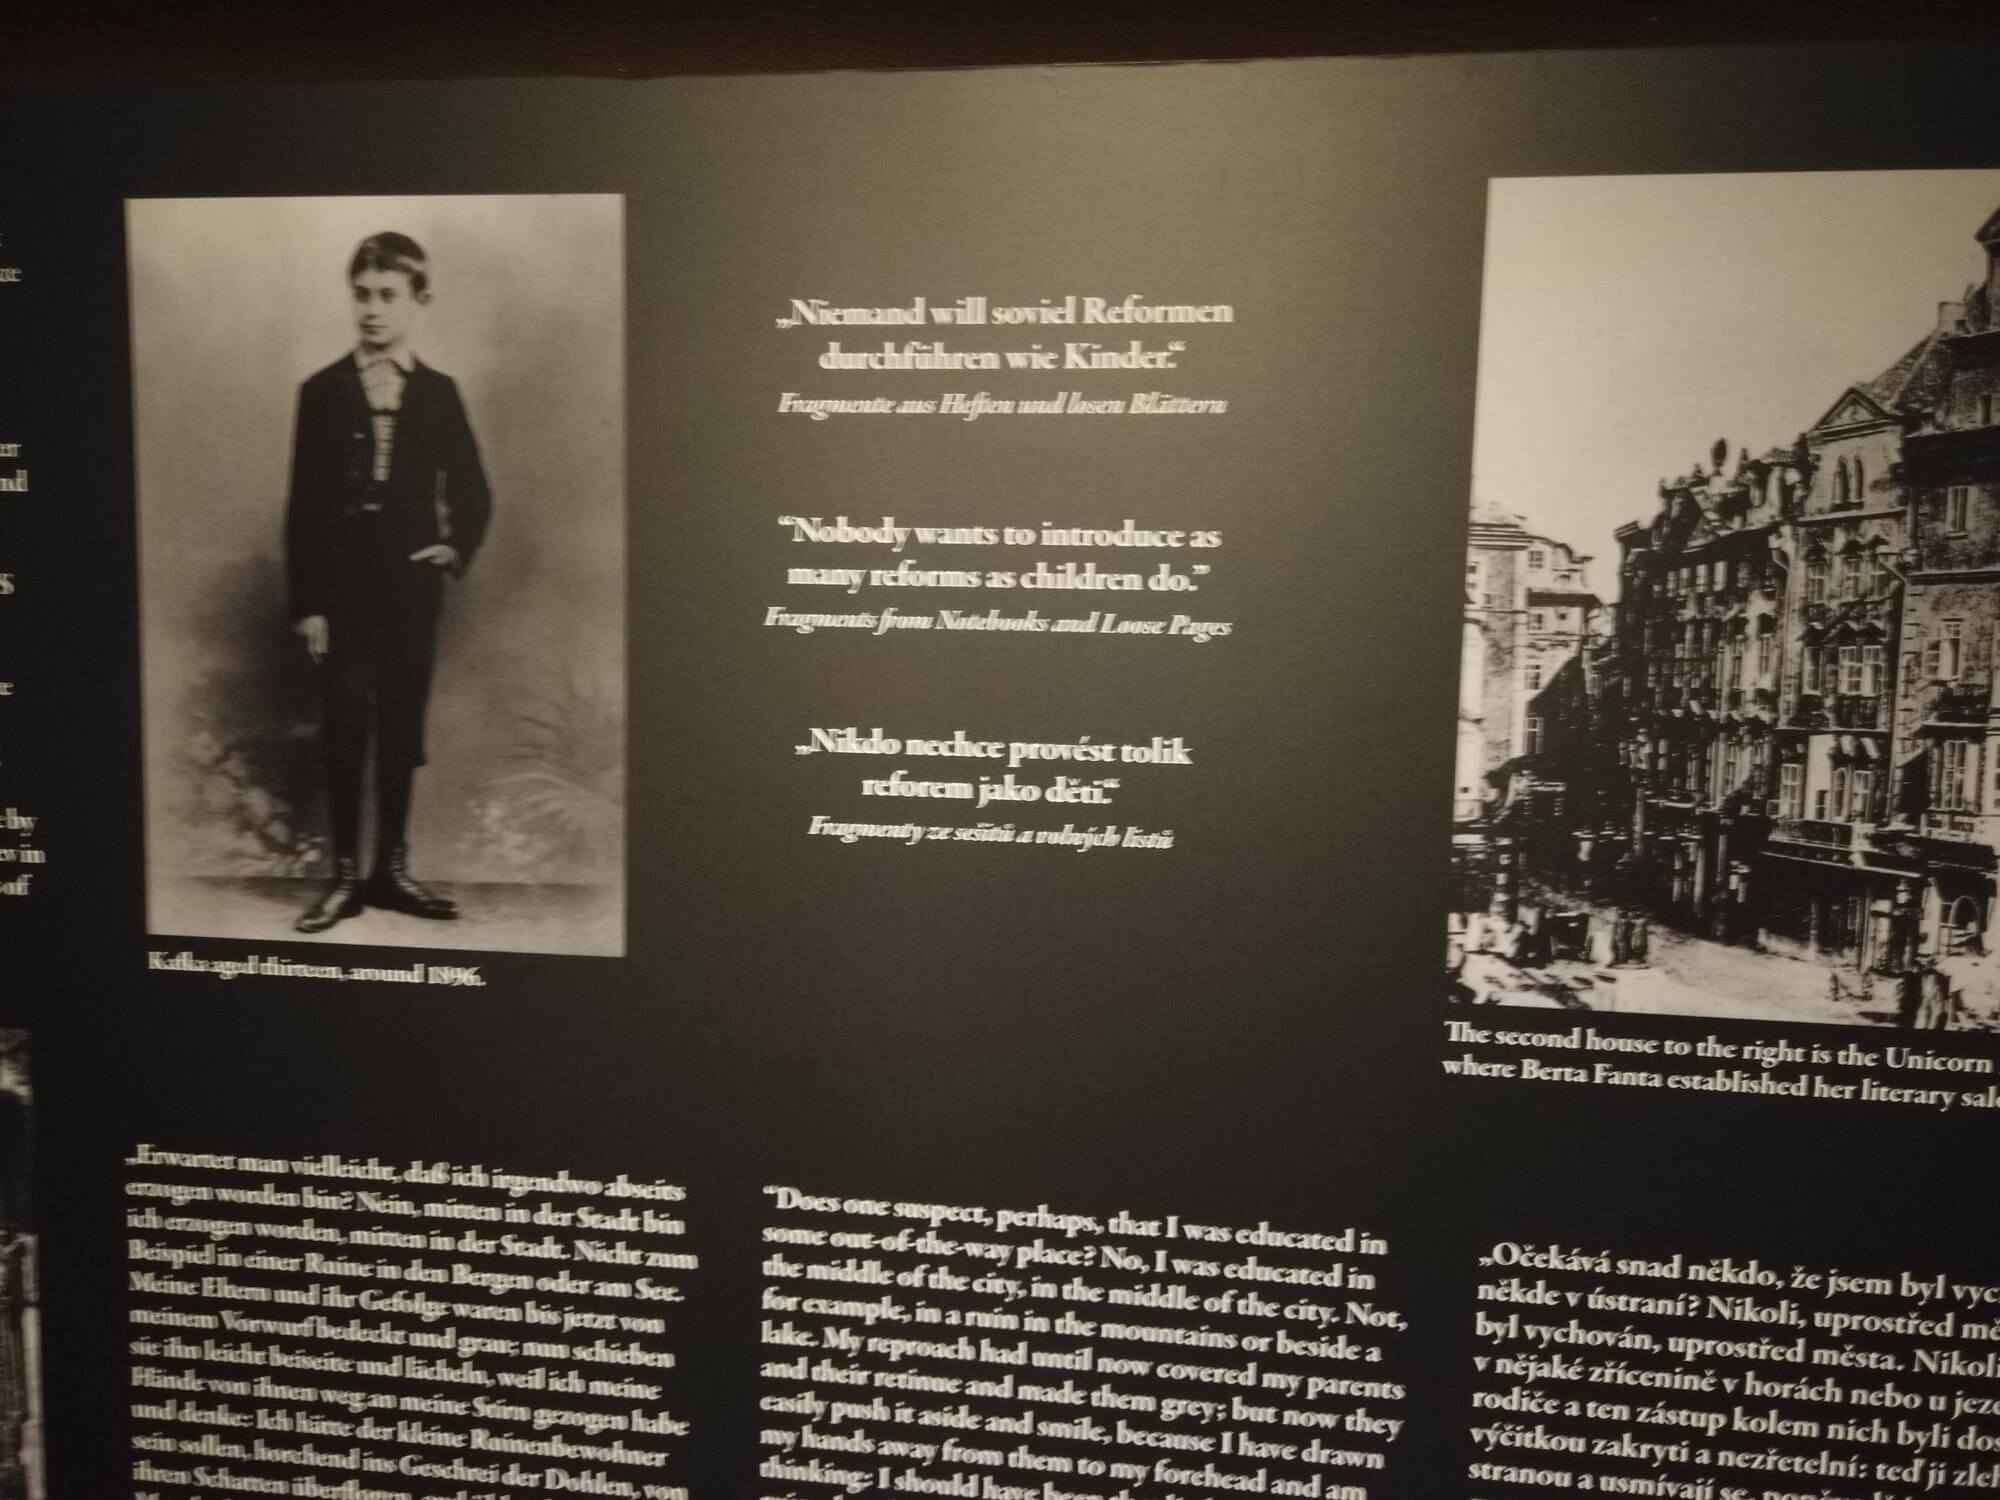 „Niemand will soviel Reformen
durchführen wie Kinder.“
Fragmente aus Heften und losen Blättern
“Nobody wants to introduce as
many reforms as children do.”
Fragments from Notebooks and Loose Pages
„Nikdo nechce provést tolik
reforem jako děti.“
Fragmenty ze sešitů a volných listů
Kafka aged thirteen, around 1896.
The second house to the right is the Unicorn
where Berta Fanta established her literary
„Erwartet man vielleicht, daß ich irgendwo abseits
erzogen worden bin? Nein, mitten in der Stadt bin
ich erzogen worden, mitten in der Stadt. Nicht zum
Beispiel in einer Ruine in den Bergen oder am See.
Meine Eltern und ihr Gefolge waren bis jetzt von
meinem Vorwurf bedeckt und grau; nun schieben
sie ihn leicht beiseite und lächeln, weil ich meine
Hände von ihnen weg an meine Stirn gezogen habe
und denke: Ich hätte der kleine Ruinenbewohner
sein sollen, horchend ins Geschrei der Dohlen, von
ihren Schatten überflogen,
“Does one suspect, perhaps, that I was educated in
some out-of-the-way place? No, I was educated in
the middle of the city, in the middle of the city. Not,
for example, in a ruin in the mountains or beside a
lake. My reproach had until now covered my parents
and their retinue and made them grey; but now they
easily push it aside and smile, because I have drawn
my hands away from them to my forehead and am
thinking: I should have been
„Očekává snad někdo, že jsem byl
někde v ústraní? Nikoli, uprostřed
byl vychován, uprostřed města. Nikoli
v nějaké zřícenině v horách nebo u
rodiče a ten zástup kolem nich byli
výčitkou zakryti a nezřetelní: teď ji
stranou a usmívají se,